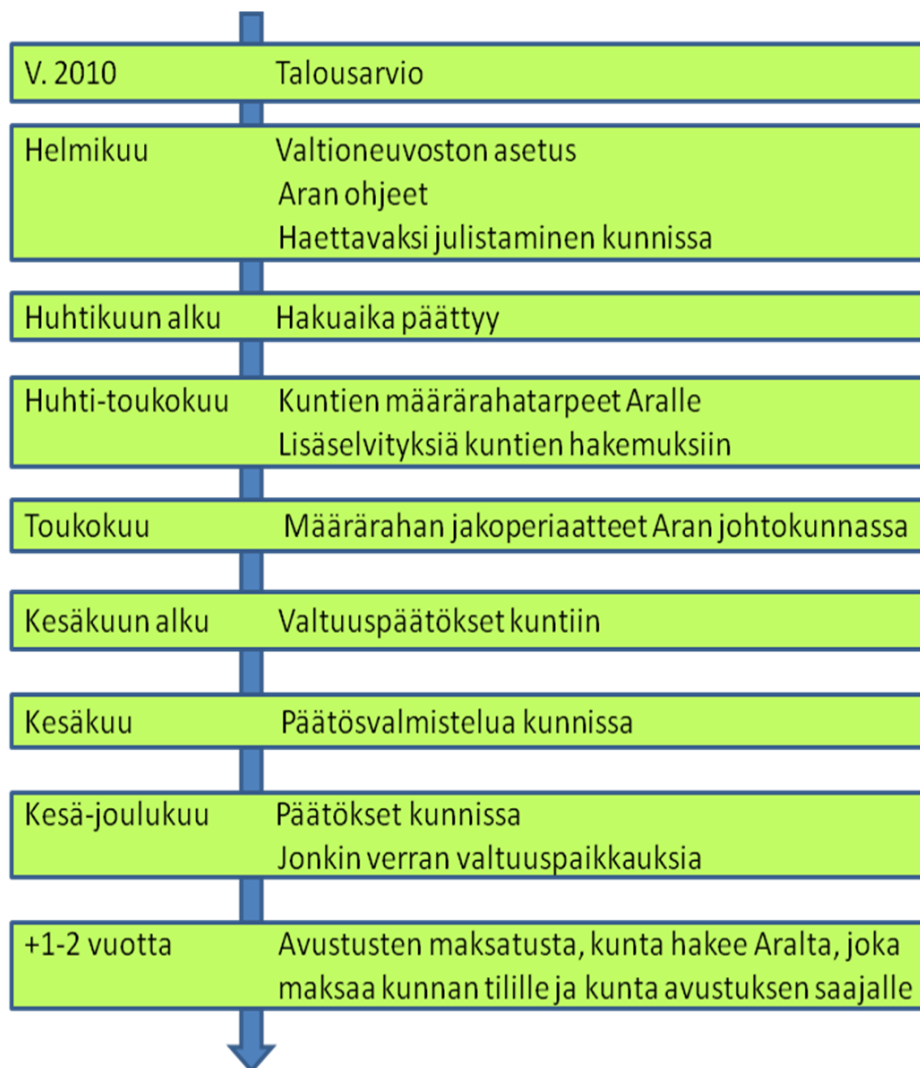 V. 2010 Talousarvio
Helmikuu Valtioneuvoston asetus
Aran ohjeet
Haettavaksi julistaminen kunnissa
Huhtikuun alku Hakuaika päättyy
Huhti-toukokuu Kuntien määrärahatarpeet Aralle
Lisäselvityksiä kuntien hakemuksiin
Toukokuu Määrärahan jakoperiaatteet Aran johtokunnassa
Kesäkuun alku Valtuuspäätökset kuntiin
Kesäkuu Päätösvalmistelua kunnissa
Kesä-joulukuu Päätökset kunnissa
Jonkin verran valtuuspaikkauksia
+1-2 vuotta Avustusten maksatusta, kunta hakee Aralta, joka
maksaa kunnan tilille ja kunta avustuksen saajalle